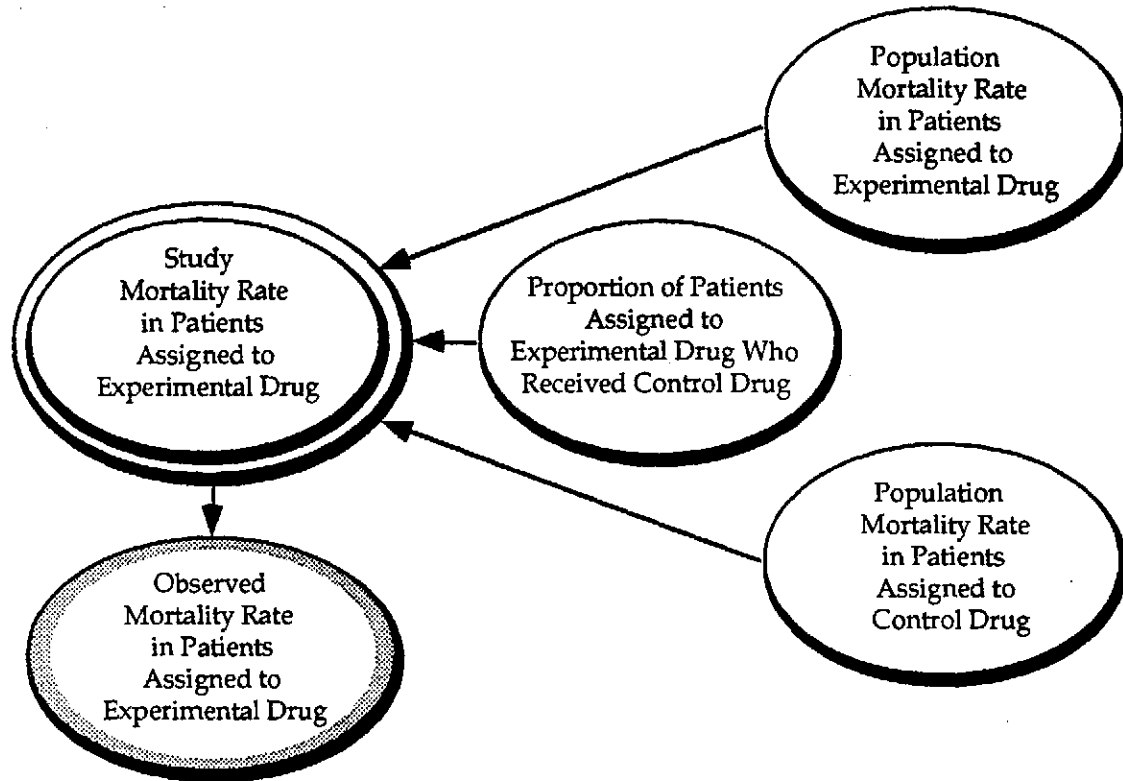 Population
Mortality Rate
in Patients
Assigned to
Experimental Drug
Study
Mortality Rate
in Patients
Assigned to
Experimental Drug
Proportion of Patients
Assigned to
Experimental Drug Who
Received Control Drug
Population
Mortality Rate
in Patients
Assigned to
Control Drug
Observed
Mortality Rate
in Patients
Assigned to
Experimental Drug